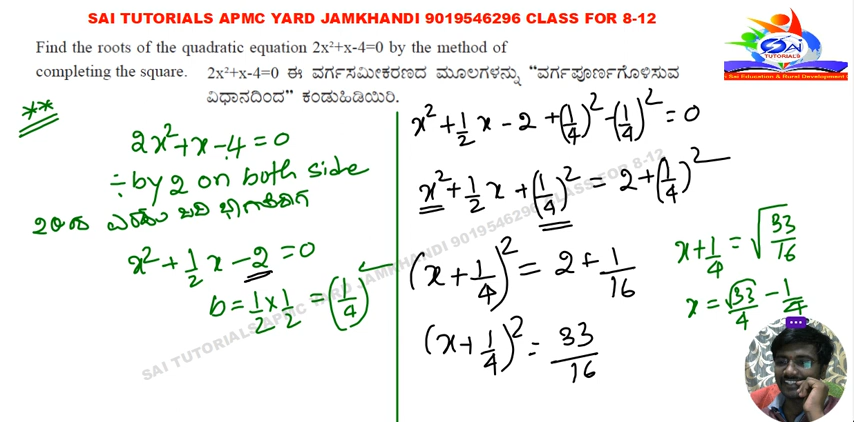 SAI TUTORIALS APMC YARD JAMKHANDI 9019546296 CLASS FOR 8-12
Find the roots of the quadratic equation 2x²+x-4=0 by the method of
completing the square. 2x²+x-4=0 ಈ ವರ್ಗಸಮೀಕರಣದ ಮೂಲಗಳನ್ನು “ವರ್ಗಪೂರ್ಣಗೊಳಿಸುವ
ವಿಧಾನದಿಂದ” ಕಂಡುಹಿಡಿಯಿರಿ.
SAI
TUTORIALS
Sai Education & Rural Development
**
2x²+x-4=0
÷ by 2 on both side
x²+1/2x-2=0
b=1/2×1/2=(1/4)²
x²+1/2x-2+(1/4)²-(1/4)²=0
x²+1/2x+(1/4)²=2+(1/4)²
(x+1/4)²=2+1/16
(x+1/4)²=33/16
x+1/4=√33/16
x=√33/4-1/4
SAI TUTORIALS APMC YARD JAMKHANDI 9019546296 CLASS FOR 8-12